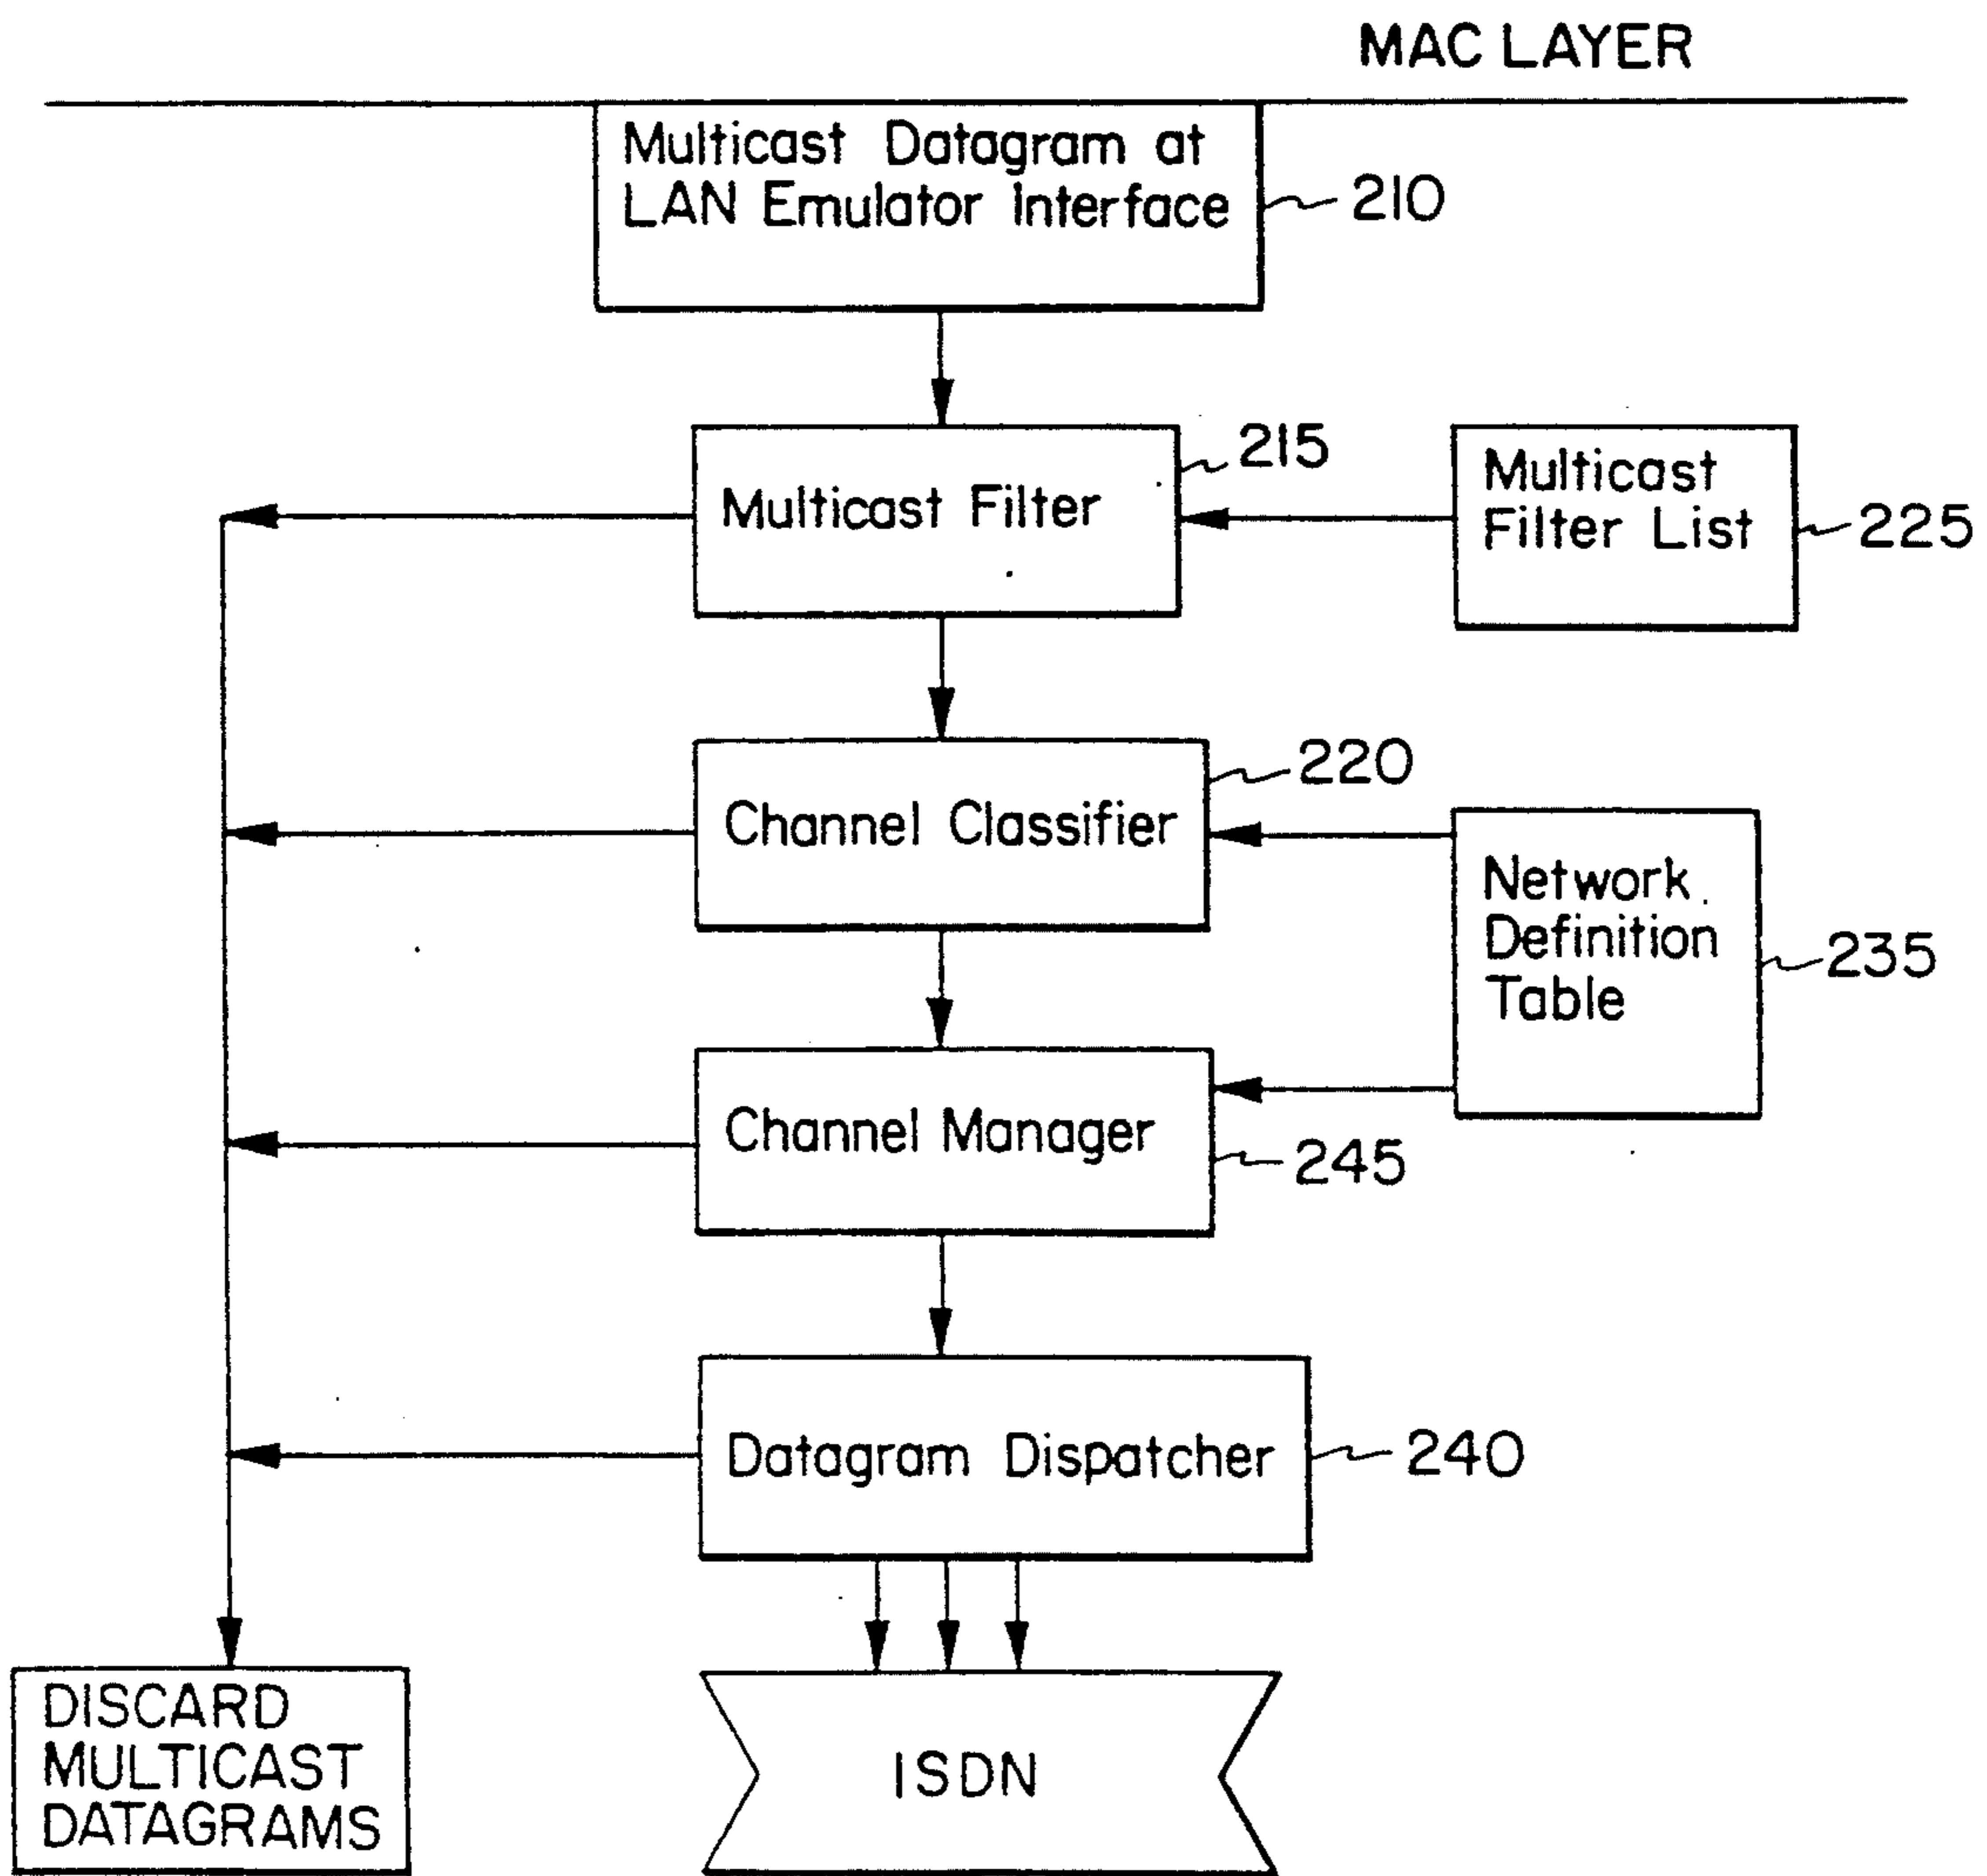 MAC LAYER
Multicast Datagram at
LAN Emulator Interface
210
Multicast Filter
215
Multicast
Filter List
225
Channel Classifier
220
Network
Definition
Table
235
Channel Manager
245
Datagram Dispatcher
240
DISCARD
MULTICAST
DATAGRAMS
ISDN